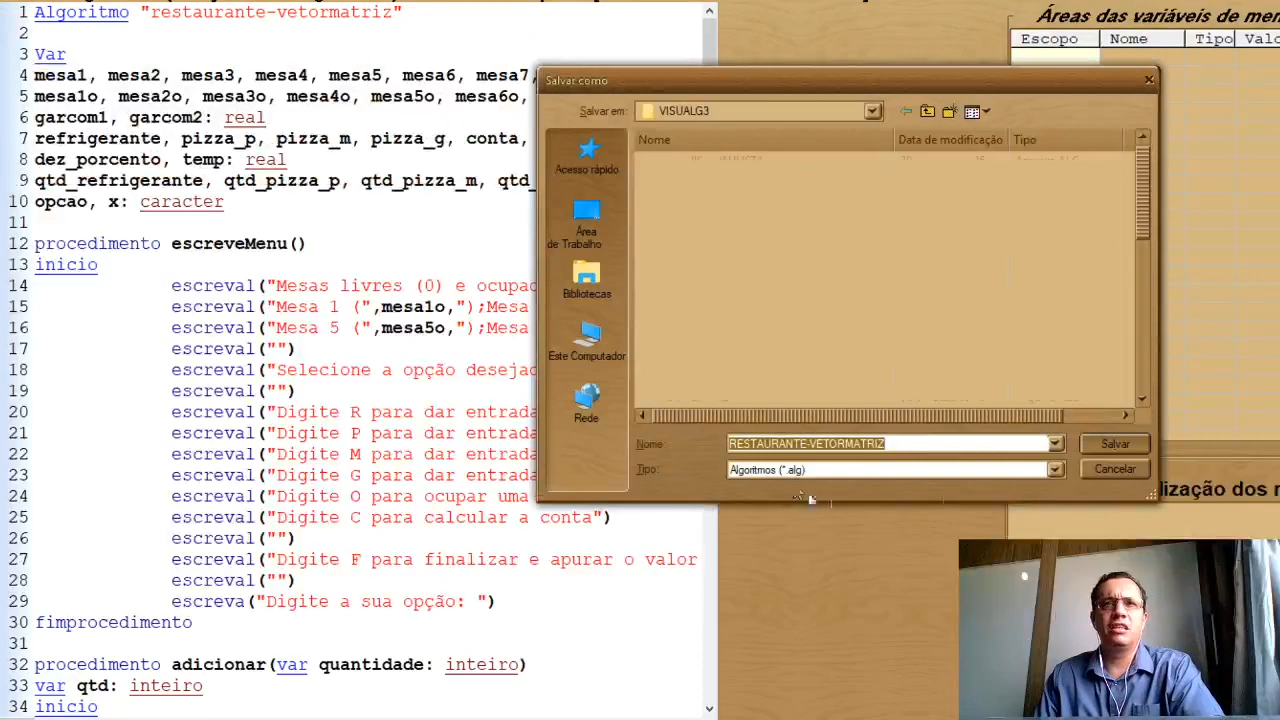 1 Algoritmo "restaurante-vetormatriz"
2
3 Var
4 mesa1, mesa2, mesa3, mesa4, mesa5, mesa6, mesa7,
5 mesa1o, mesa2o, mesa3o, mesa4o, mesa5o, mesa6o,
6 garcom1, garcom2: real
7 refrigerante, pizza_p, pizza_m, pizza_g, conta,
8 dez_porcento, temp: real
9 qtd_refrigerante, qtd_pizza_p, qtd_pizza_m, qtd_
10 opcao, x: caracter
11
12 procedimento escreveMenu()
13 inicio
14 escreval("Mesas livres (0) e ocupad
15 escreval("Mesa 1 (",mesa1o,");Mesa
16 escreval("Mesa 5 (",mesa5o,");Mesa
17 escreval("")
18 escreval("Selecione a opção desejad
19 escreval("")
20 escreval("Digite R para dar entrada
21 escreval("Digite P para dar entrada
22 escreval("Digite M para dar entrada
23 escreval("Digite G para dar entrada
24 escreval("Digite O para ocupar uma
25 escreval("Digite C para calcular a conta")
26 escreval("")
27 escreval("Digite F para finalizar e apurar o valor
28 escreval("")
29 escreva("Digite a sua opção: ")
30 fimprocedimento
31
32 procedimento adicionar(var quantidade: inteiro)
33 var qtd: inteiro
34 inicio
Salvar como
Salvar em: VISUALG3
Nome Data de modificação Tipo
Acesso rápido
Área
de Trabalho
Bibliotecas
Este Computador
Rede
Nome RESTAURANTE-VETORMATRIZ Salvar
Tipo: Algoritmos (*.alg) Cancelar
Áreas das variáveis de mem
Escopo Nome Tipo Valo
lização dos r